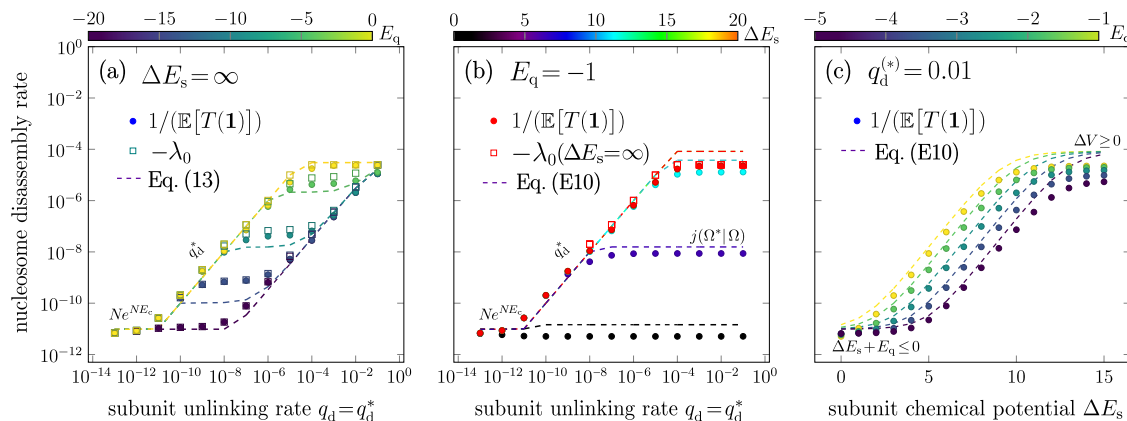 −20 −15 −10 −5 0 E_q
0 5 10 15 20 ΔE_s
−5 −4 −3 −2 −1
nucleosome disassembly rate
10^0
10^−2
10^−4
10^−6
10^−8
10^−10
10^−12
(a) ΔE_s = ∞
1/(𝔼[T(1)])
−λ_0
Eq. (13)
q_d^*
Ne^{NE_c}
10^−14 10^−12 10^−10 10^−8 10^−6 10^−4 10^−2 10^0
subunit unlinking rate q_d = q_d^*
(b) E_q = −1
1/(𝔼[T(1)])
−λ_0(ΔE_s = ∞)
Eq. (E10)
q_d^*
j(Ω*|Ω)
Ne^{NE_c}
10^−14 10^−12 10^−10 10^−8 10^−6 10^−4 10^−2 10^0
subunit unlinking rate q_d = q_d^*
(c) q_d^{(*)} = 0.01
1/(𝔼[T(1)])
Eq. (E10)
ΔV ≥ 0
ΔE_s + E_q ≤ 0
0 5 10 15
subunit chemical potential ΔE_s